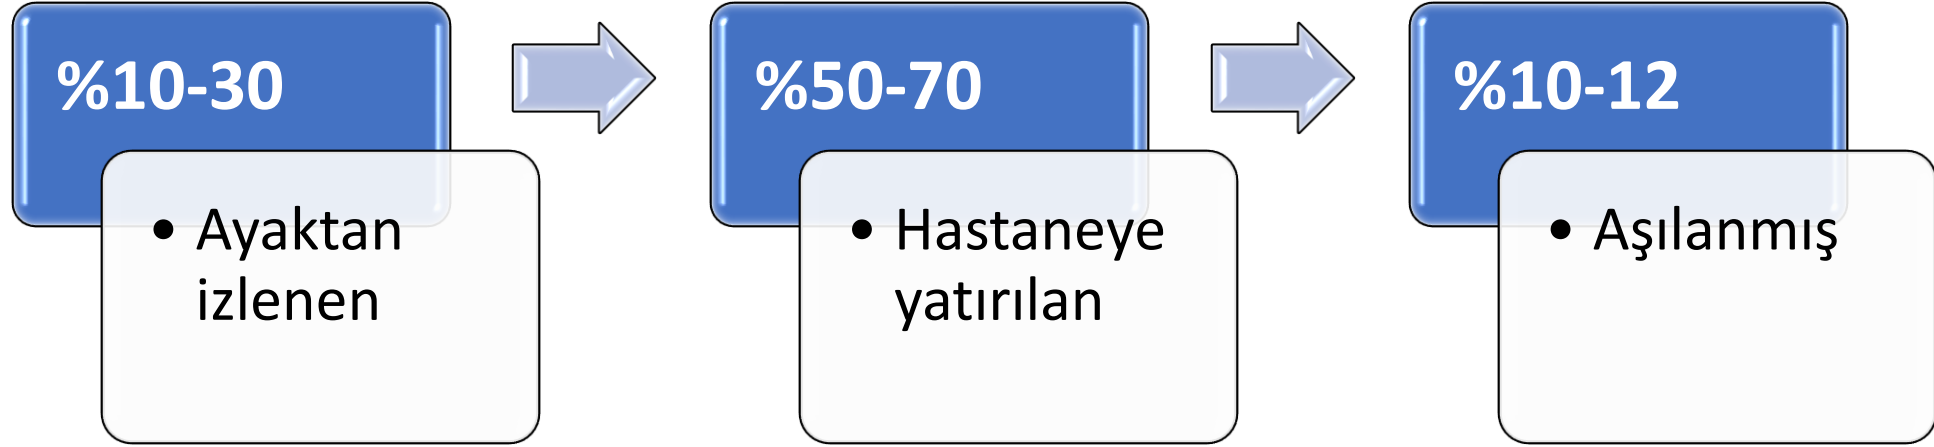 %10-30
• Ayaktan
izlenen
%50-70
• Hastaneye
yatırılan
%10-12
• Aşılanmış